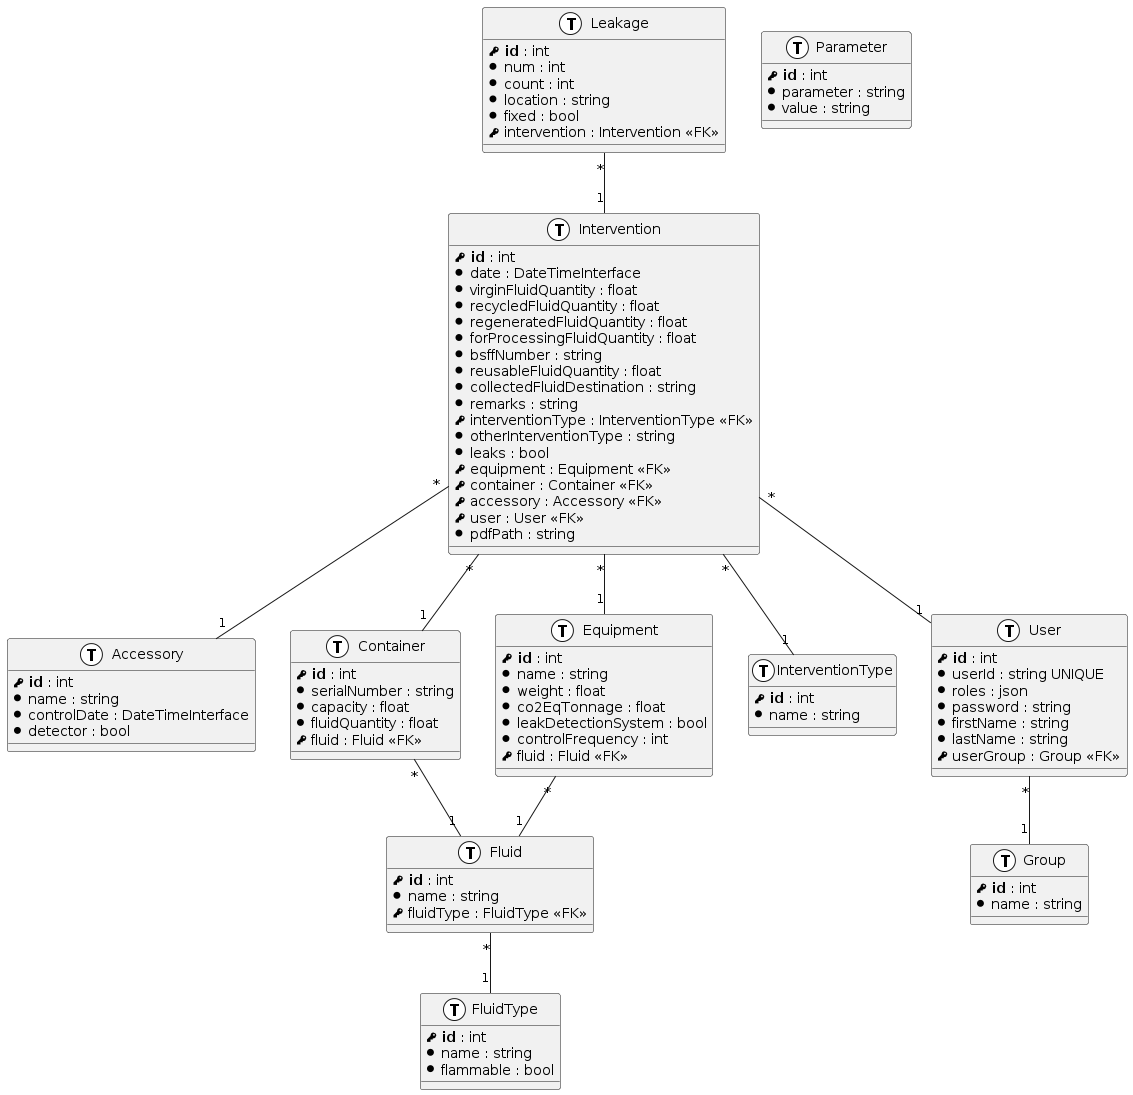 T Leakage
id : int
num : int
count : int
location : string
fixed : bool
intervention : Intervention «FK»
T Parameter
id : int
parameter : string
value : string
*
1
T Intervention
id : int
date : DateTimeInterface
virginFluidQuantity : float
recycledFluidQuantity : float
regeneratedFluidQuantity : float
forProcessingFluidQuantity : float
bsffNumber : string
reusableFluidQuantity : float
collectedFluidDestination : string
remarks : string
interventionType : InterventionType «FK»
otherInterventionType : string
leaks : bool
equipment : Equipment «FK»
container : Container «FK»
accessory : Accessory «FK»
user : User «FK»
pdfPath : string
* *
* * *
1 1 1 1 1
T Accessory
id : int
name : string
controlDate : DateTimeInterface
detector : bool
T Container
id : int
serialNumber : string
capacity : float
fluidQuantity : float
fluid : Fluid «FK»
T Equipment
id : int
name : string
weight : float
co2EqTonnage : float
leakDetectionSystem : bool
controlFrequency : int
fluid : Fluid «FK»
T InterventionType
id : int
name : string
T User
id : int
userId : string UNIQUE
roles : json
password : string
firstName : string
lastName : string
userGroup : Group «FK»
* * *
1 1 1
T Fluid
id : int
name : string
fluidType : FluidType «FK»
T Group
id : int
name : string
*
1
T FluidType
id : int
name : string
flammable : bool